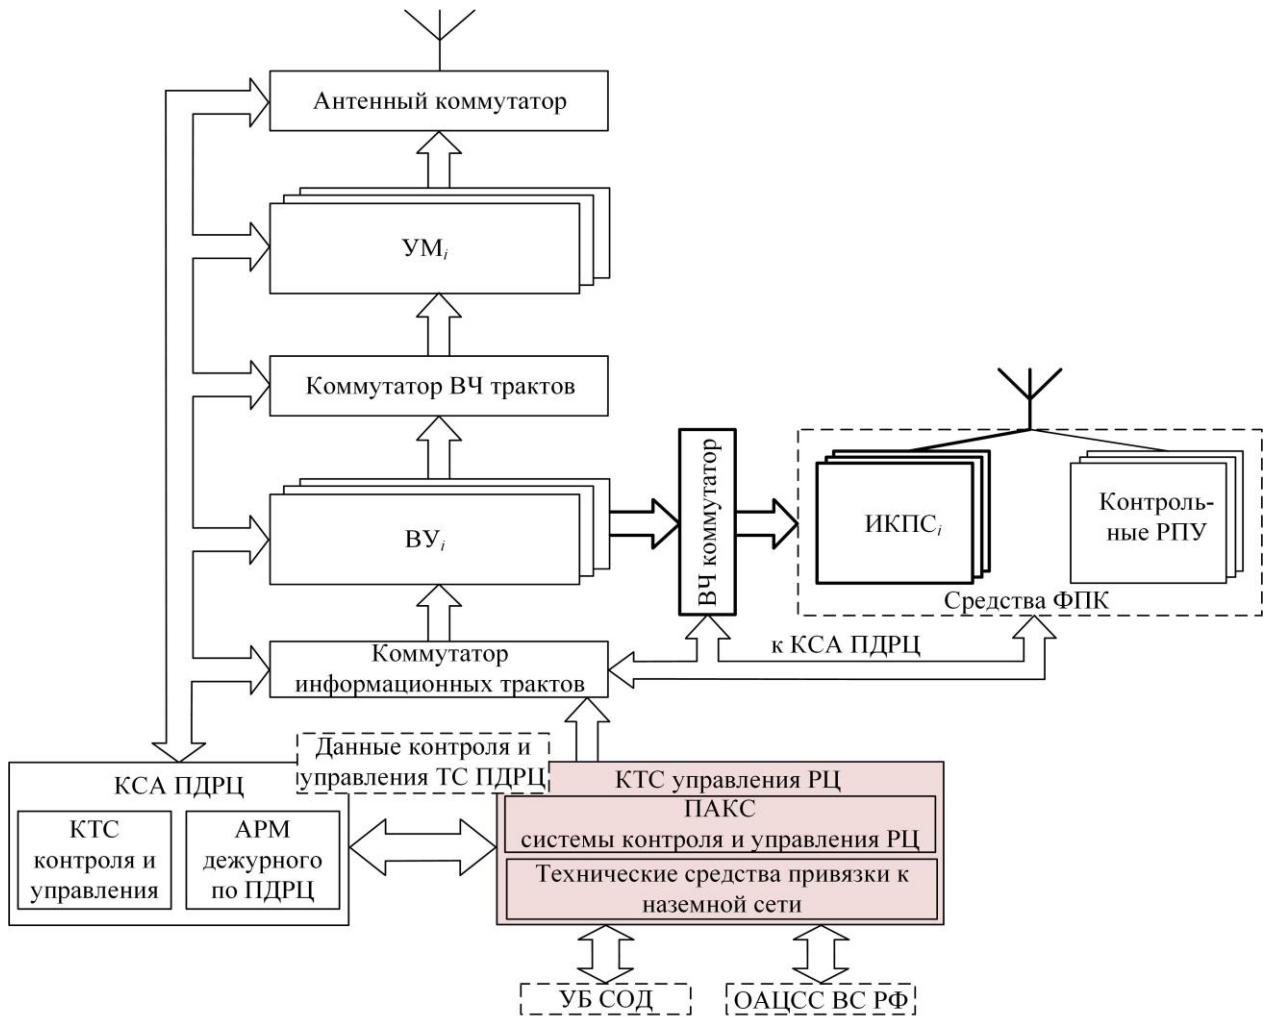 Антенный коммутатор
УМi
Коммутатор ВЧ трактов
ВУi
ВЧ коммутатор
ИКПСi
Контроль-
ные РПУ
Средства ФПК
Коммутатор
информационных трактов
к КСА ПДРЦ
Данные контроля и
управления ТС ПДРЦ
КСА ПДРЦ
КТС
контроля и
управления
АРМ
дежурного
по ПДРЦ
КТС управления РЦ
ПАКС
системы контроля и управления РЦ
Технические средства привязки к
наземной сети
УБ СОД
ОАЦСС ВС РФ